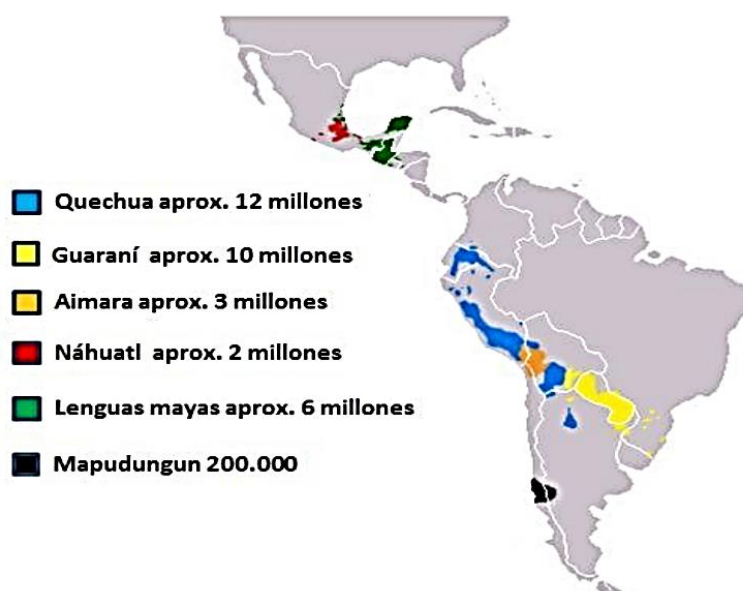 Quechua aprox. 12 millones
Guaraní aprox. 10 millones
Aimara aprox. 3 millones
Náhuatl aprox. 2 millones
Lenguas mayas aprox. 6 millones
Mapudungun 200.000